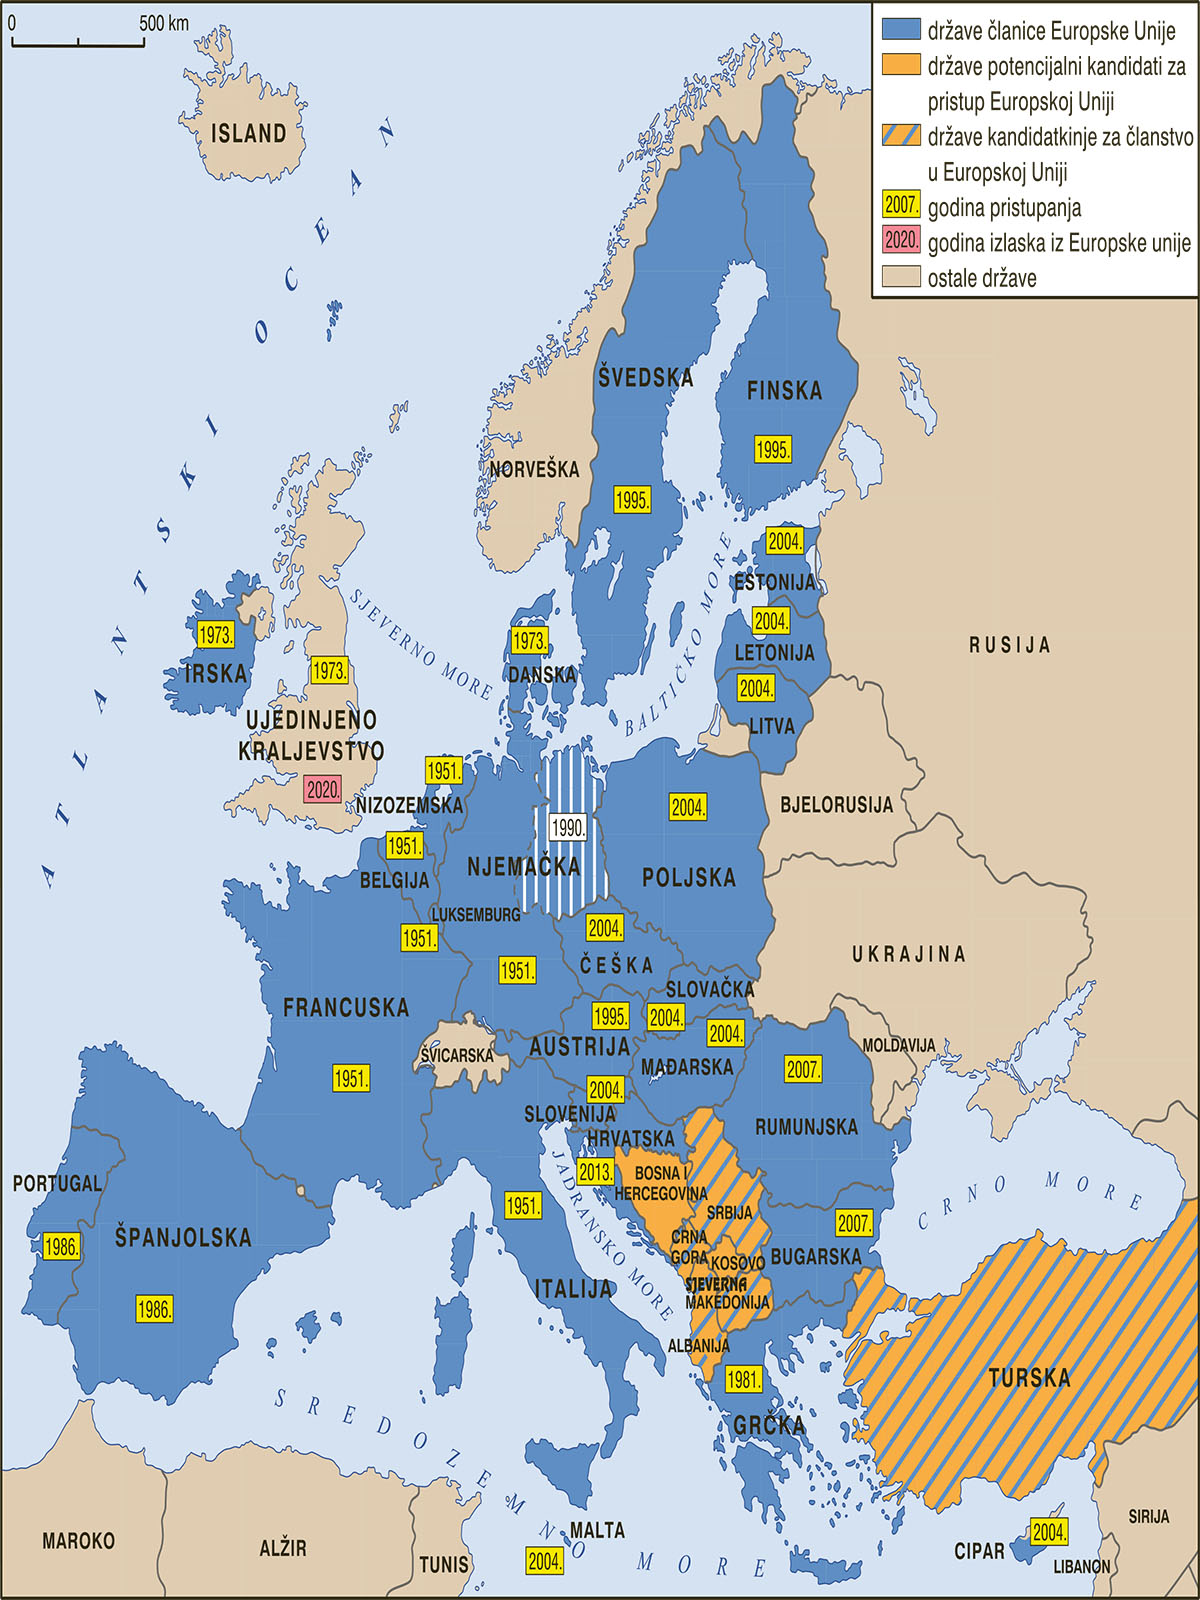 0 500 km
države članice Europske Unije
države potencijalni kandidati za
pristup Europskoj Uniji
države kandidatkinje za članstvo
u Europskoj Uniji
2007. godina pristupanja
2020. godina izlaska iz Europske unije
ostale države
ISLAND
ATLANTSKI OCEAN
ŠVEDSKA
1995.
FINSKA
1995.
NORVEŠKA
2004.
ESTONIJA
2004.
LETONIJA
2004.
LITVA
BALTIČKO MORE
SJEVERNO MORE
RUSIJA
1973.
IRSKA
1973.
UJEDINJENO
KRALJEVSTVO
2020.
1973.
DANSKA
1951.
NIZOZEMSKA
1951.
BELGIJA
LUKSEMBURG
1951.
1990.
NJEMAČKA
1951.
2004.
POLJSKA
BJELORUSIJA
UKRAJINA
2004.
ČEŠKA
SLOVAČKA
2004.
1995.
AUSTRIJA
2004.
MAĐARSKA
MOLDAVIJA
2007.
RUMUNJSKA
FRANCUSKA
1951.
ŠVICARSKA
2004.
SLOVENIJA
HRVATSKA
2013.
BOSNA I
HERCEGOVINA
SRBIJA
CRNA
GORA
KOSOVO
SJEVERNA
MAKEDONIJA
ALBANIJA
2007.
BUGARSKA
CRNO MORE
JADRANSKO MORE
1951.
ITALIJA
PORTUGAL
1986.
ŠPANJOLSKA
1986.
1981.
GRČKA
TURSKA
SREDOZEMNO MORE
MALTA
2004.
CIPAR
2004.
LIBANON
SIRIJA
MAROKO
ALŽIR
TUNIS